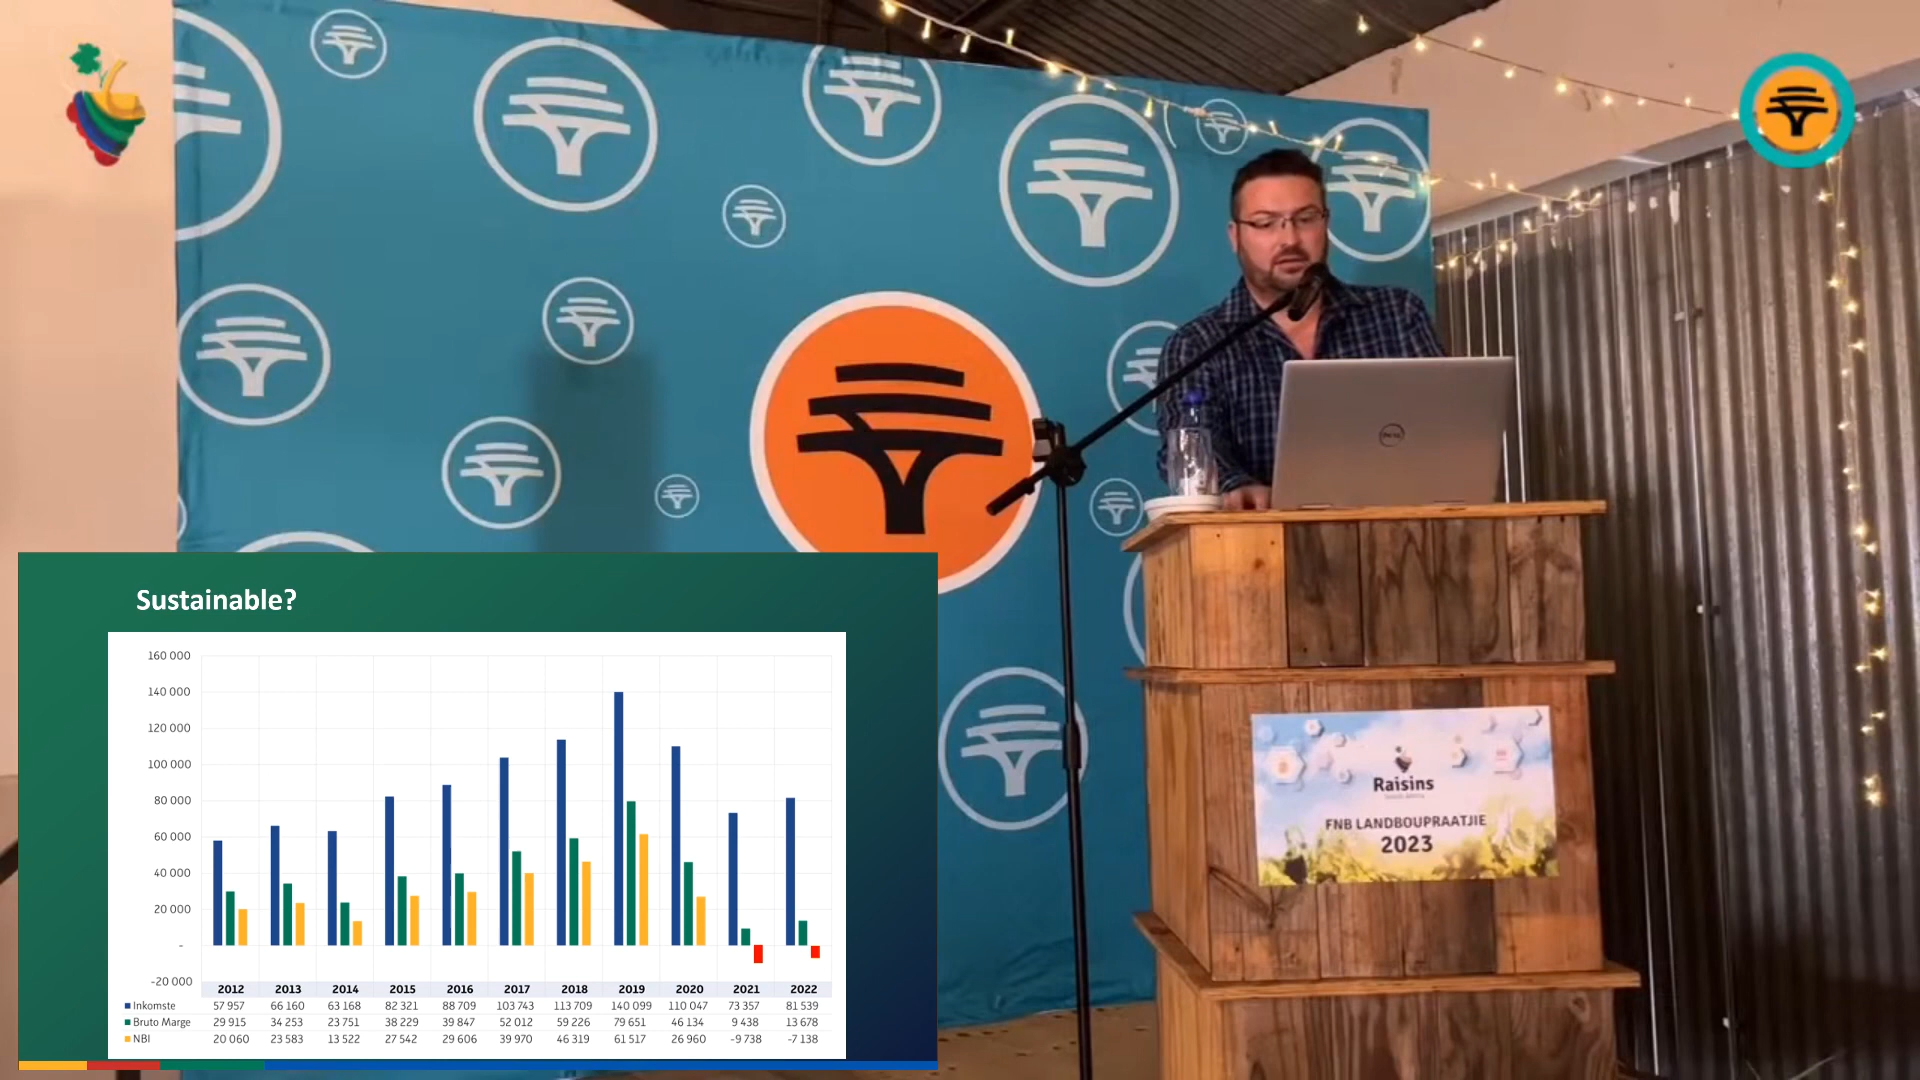 DELL
Raisins
FNB LANDBOUPRAATJIE
2023
Sustainable?
160 000
140 000
120 000
100 000
80 000
60 000
40 000
20 000
-
-20 000
2012 2013 2014 2015 2016 2017 2018 2019 2020 2021 2022
Inkomste 57 957 66 160 63 168 82 321 88 709 103 743 113 709 140 099 110 047 73 357 81 539
Bruto Marge 29 915 34 253 23 751 38 229 39 847 52 012 59 226 79 651 46 134 9 438 13 678
NBI 20 060 23 583 13 522 27 542 29 606 39 970 46 319 61 517 26 960 -9 738 -7 138